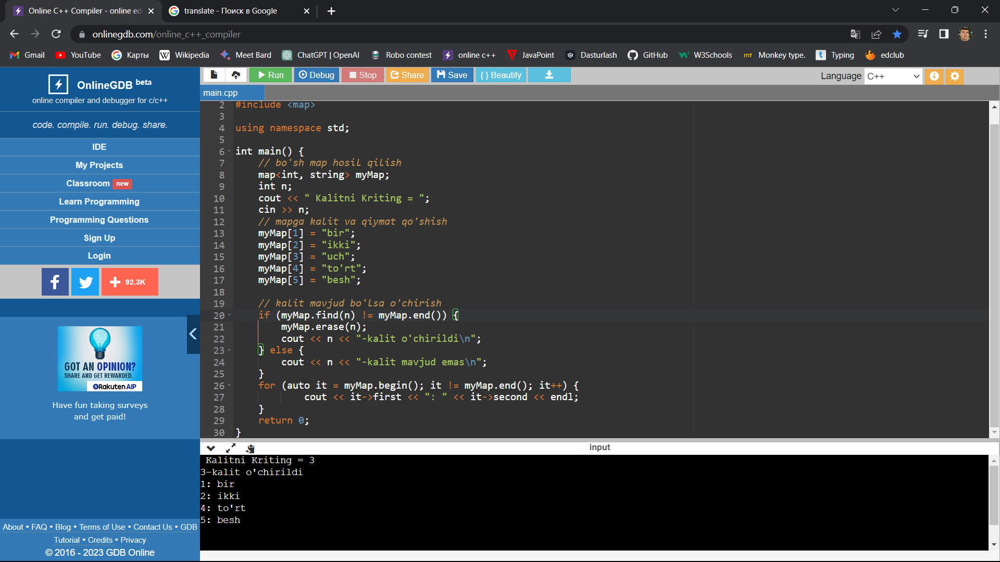 Online C++ Compiler - online ed
translate - Поиск в Google
onlinegdb.com/online_c++_compiler
Gmail YouTube Карты Wikipedia Meet Bard ChatGPT | OpenAI Robo contest online c++ JavaPoint Dasturlash GitHub W3Schools mt Monkey type. Typing edclub
OnlineGDB beta
online compiler and debugger for c/c++
code. compile. run. debug. share.
IDE
My Projects
Classroom new
Learn Programming
Programming Questions
Sign Up
Login
92.3K
GOT AN OPINION?
SHARE AND GET REWARDED.
Rakuten AIP
Have fun taking surveys
and get paid!
About • FAQ • Blog • Terms of Use • Contact Us • GDB
Tutorial • Credits • Privacy
© 2016 - 2023 GDB Online
Run Debug Stop Share Save { } Beautify Language C++
main.cpp
2 #include <map>
3
4 using namespace std;
5
6 int main() {
7 // bo'sh map hosil qilish
8 map<int, string> myMap;
9 int n;
10 cout << " Kalitni Kriting = ";
11 cin >> n;
12 // mapga kalit va qiymat qo'shish
13 myMap[1] = "bir";
14 myMap[2] = "ikki";
15 myMap[3] = "uch";
16 myMap[4] = "to'rt";
17 myMap[5] = "besh";
18
19 // kalit mavjud bo'lsa o'chirish
20 if (myMap.find(n) != myMap.end()) {
21 myMap.erase(n);
22 cout << n << "-kalit o'chirildi\n";
23 } else {
24 cout << n << "-kalit mavjud emas\n";
25 }
26 for (auto it = myMap.begin(); it != myMap.end(); it++) {
27 cout << it->first << ": " << it->second << endl;
28 }
29 return 0;
30 }
input
Kalitni Kriting = 3
3-kalit o'chirildi
1: bir
2: ikki
4: to'rt
5: besh